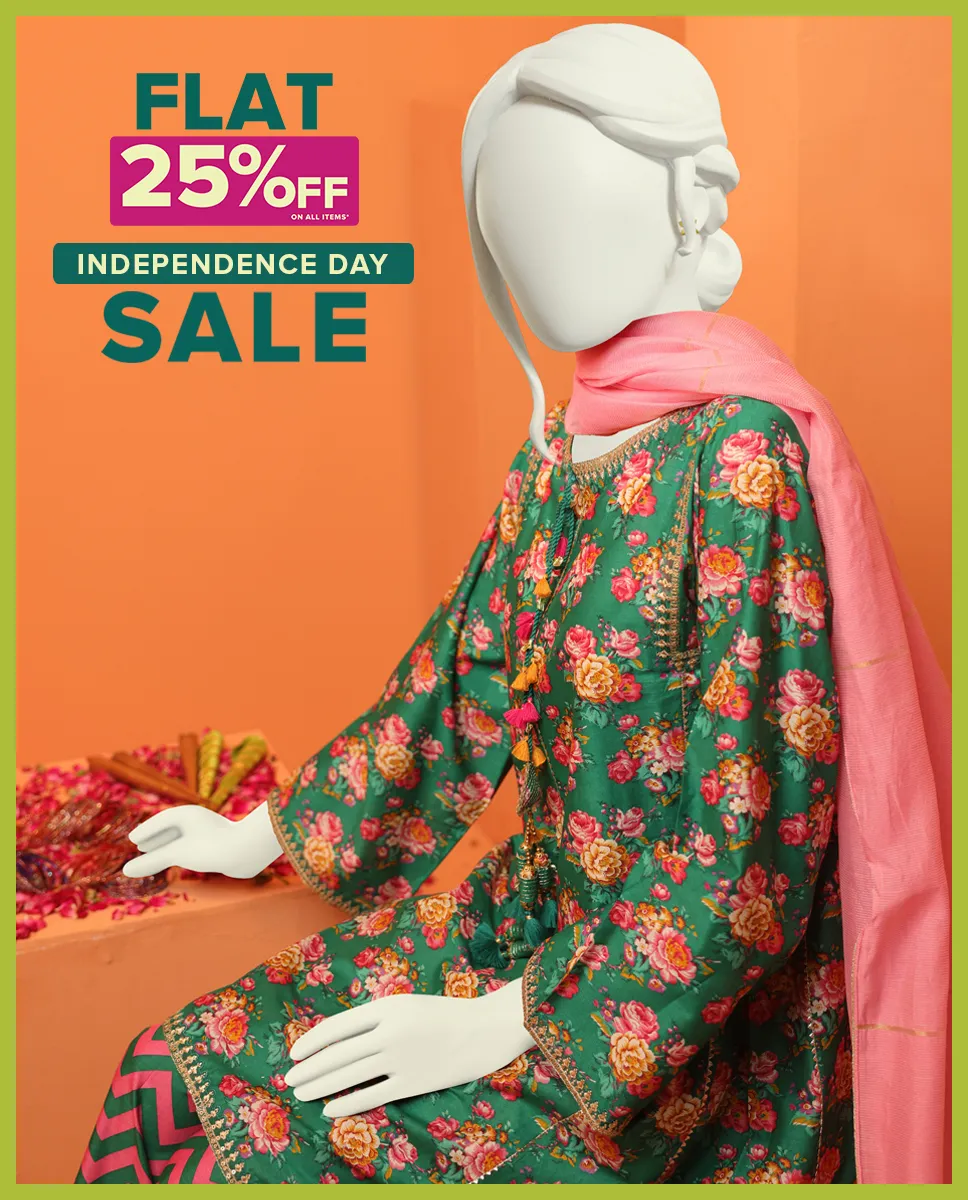 FLAT
25%OFF
ON ALL ITEMS*
INDEPENDENCE DAY
SALE